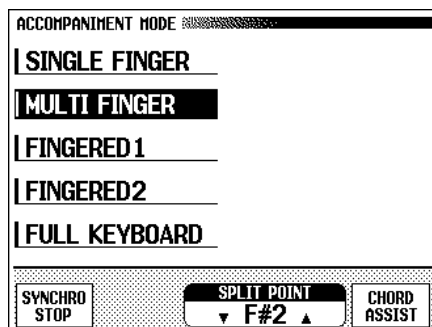 ACCOMPANIMENT MODE
SINGLE FINGER
MULTI FINGER
FINGERED1
FINGERED2
FULL KEYBOARD
SYNCHRO
STOP
SPLIT POINT
▼ F#2 ▲
CHORD
ASSIST